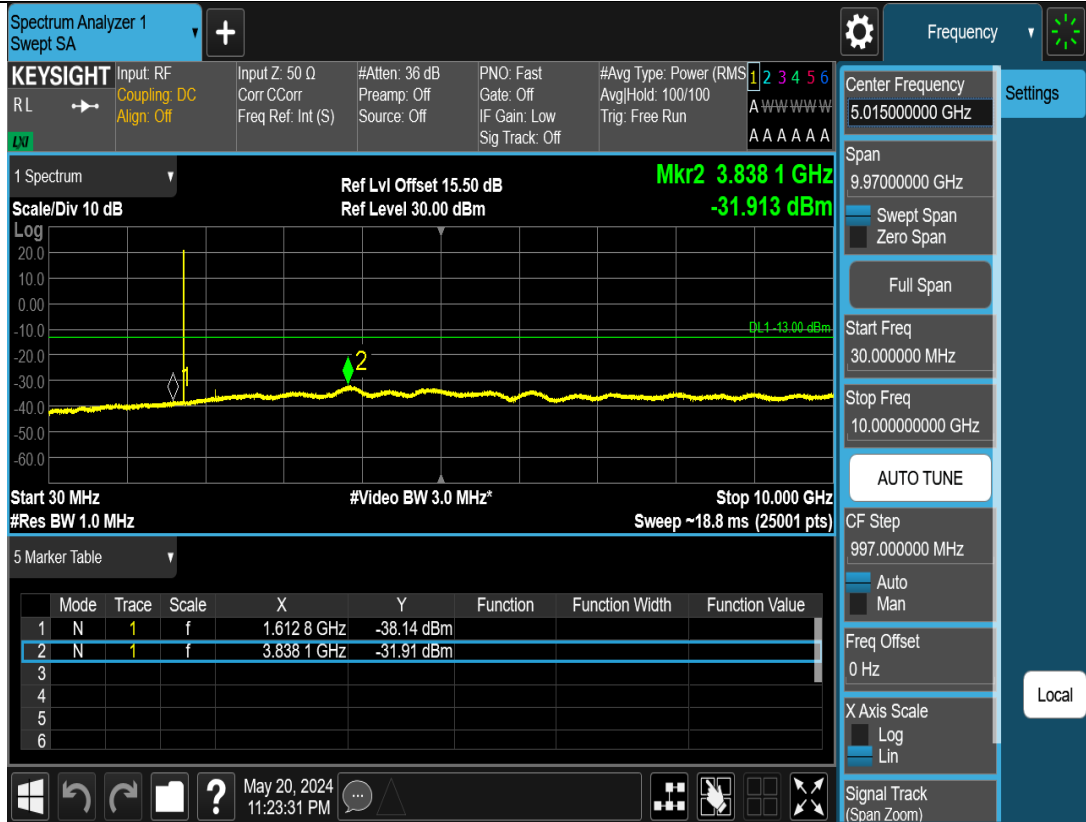 Spectrum Analyzer 1
Swept SA
+
Frequency
KEYSIGHT
RL
LXI
Input: RF
Coupling: DC
Align: Off
Input Z: 50 Ω
Corr CCorr
Freq Ref: Int (S)
#Atten: 36 dB
Preamp: Off
Source: Off
PNO: Fast
Gate: Off
IF Gain: Low
Sig Track: Off
#Avg Type: Power (RMS
Avg|Hold: 100/100
Trig: Free Run
1 2 3 4 5 6
A W W W W W
A A A A A A
1 Spectrum
Scale/Div 10 dB
Ref Lvl Offset 15.50 dB
Ref Level 30.00 dBm
Mkr2 3.838 1 GHz
-31.913 dBm
Log
20.0
10.0
0.00
-10.0
-20.0
-30.0
-40.0
-50.0
-60.0
DL1 -13.00 dBm
1
2
Start 30 MHz
#Video BW 3.0 MHz*
Stop 10.000 GHz
#Res BW 1.0 MHz
Sweep ~18.8 ms (25001 pts)
5 Marker Table
Mode Trace Scale X Y Function Function Width Function Value
1 N 1 f 1.612 8 GHz -38.14 dBm
2 N 1 f 3.838 1 GHz -31.91 dBm
3
4
5
6
?
May 20, 2024
11:23:31 PM
Center Frequency
5.015000000 GHz
Settings
Span
9.97000000 GHz
Swept Span
Zero Span
Full Span
Start Freq
30.000000 MHz
Stop Freq
10.000000000 GHz
AUTO TUNE
CF Step
997.000000 MHz
Auto
Man
Freq Offset
0 Hz
Local
X Axis Scale
Log
Lin
Signal Track
(Span Zoom)